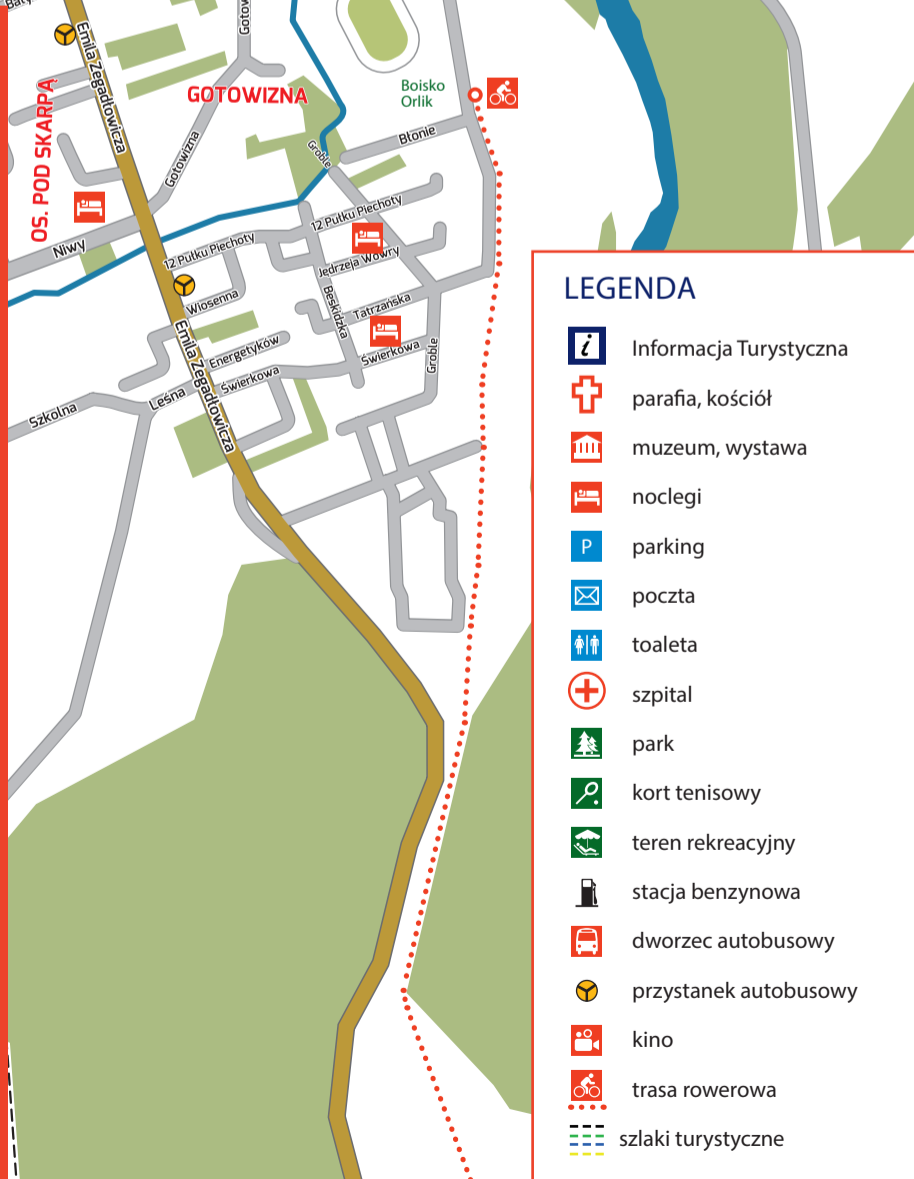 Emila Zegadłowicza
Gotow
GOTOWIZNA
Boisko
Orlik
OS. POD SKARPĄ
Gotowizna
Błonie
Groble
Niwy
12 Pułku Piechoty
12 Pułku Piechoty
Jędrzeja Wowry
Wiosenna
Beskidzka
Tatrzańska
Emila Zegadłowicza
Energetyków
Świerkowa
Świerkowa
Groble
Leśna
Szkolna
LEGENDA
i
Informacja Turystyczna
parafia, kościół
muzeum, wystawa
noclegi
P
parking
poczta
toaleta
szpital
park
kort tenisowy
teren rekreacyjny
stacja benzynowa
dworzec autobusowy
przystanek autobusowy
kino
trasa rowerowa
szlaki turystyczne